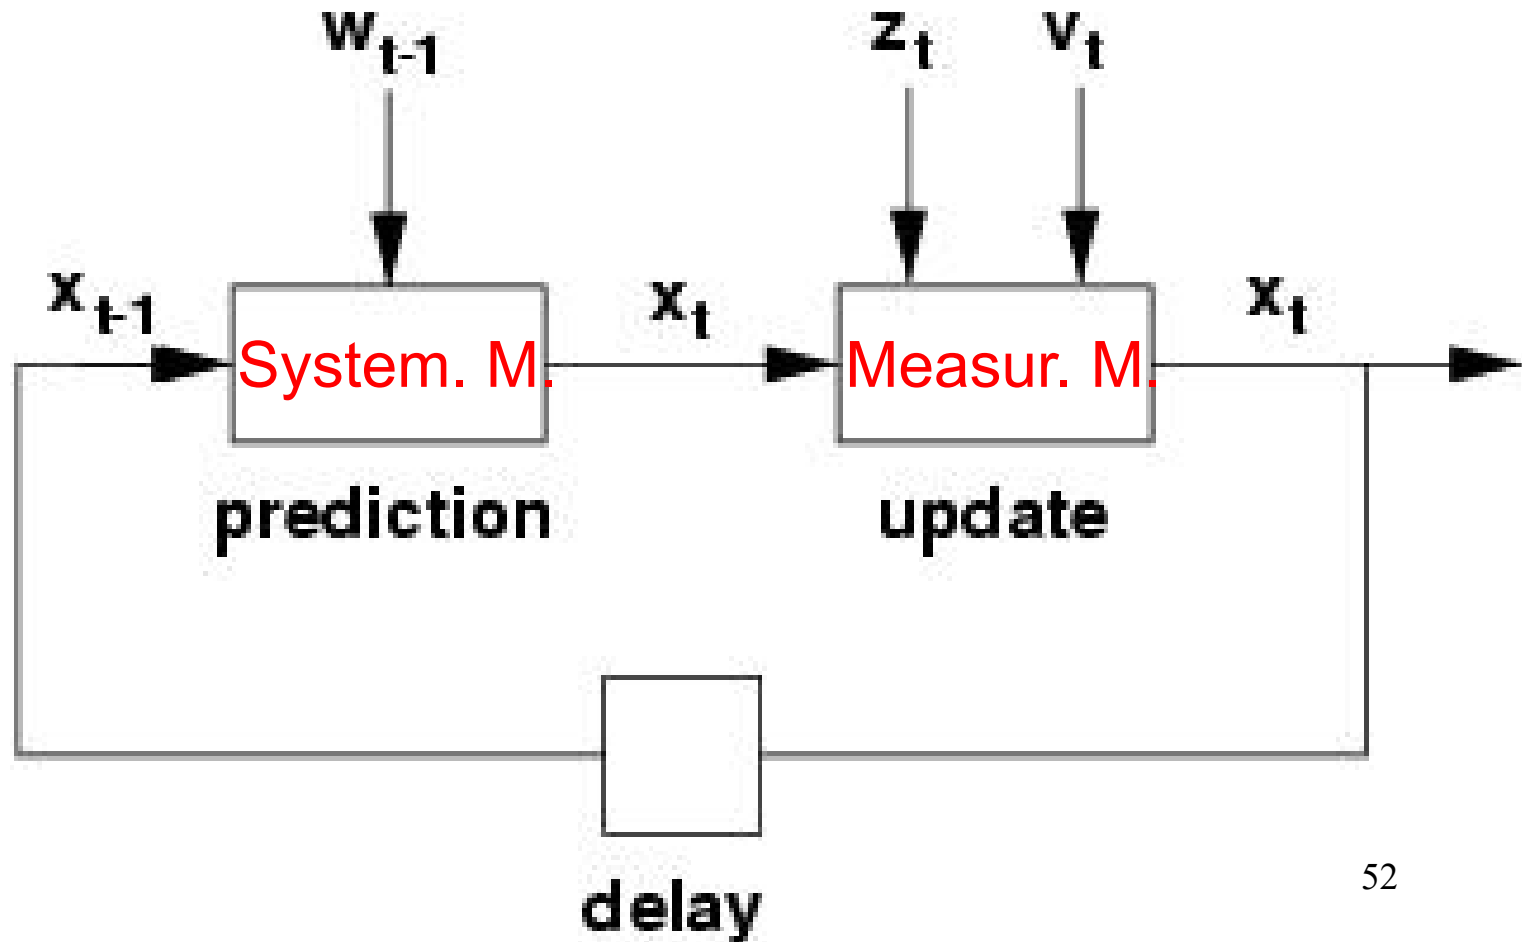 w_{t-1}
z_t
v_t
x_{t-1}
x_t
x_t
System. M.
Measur. M.
prediction
update
delay
52